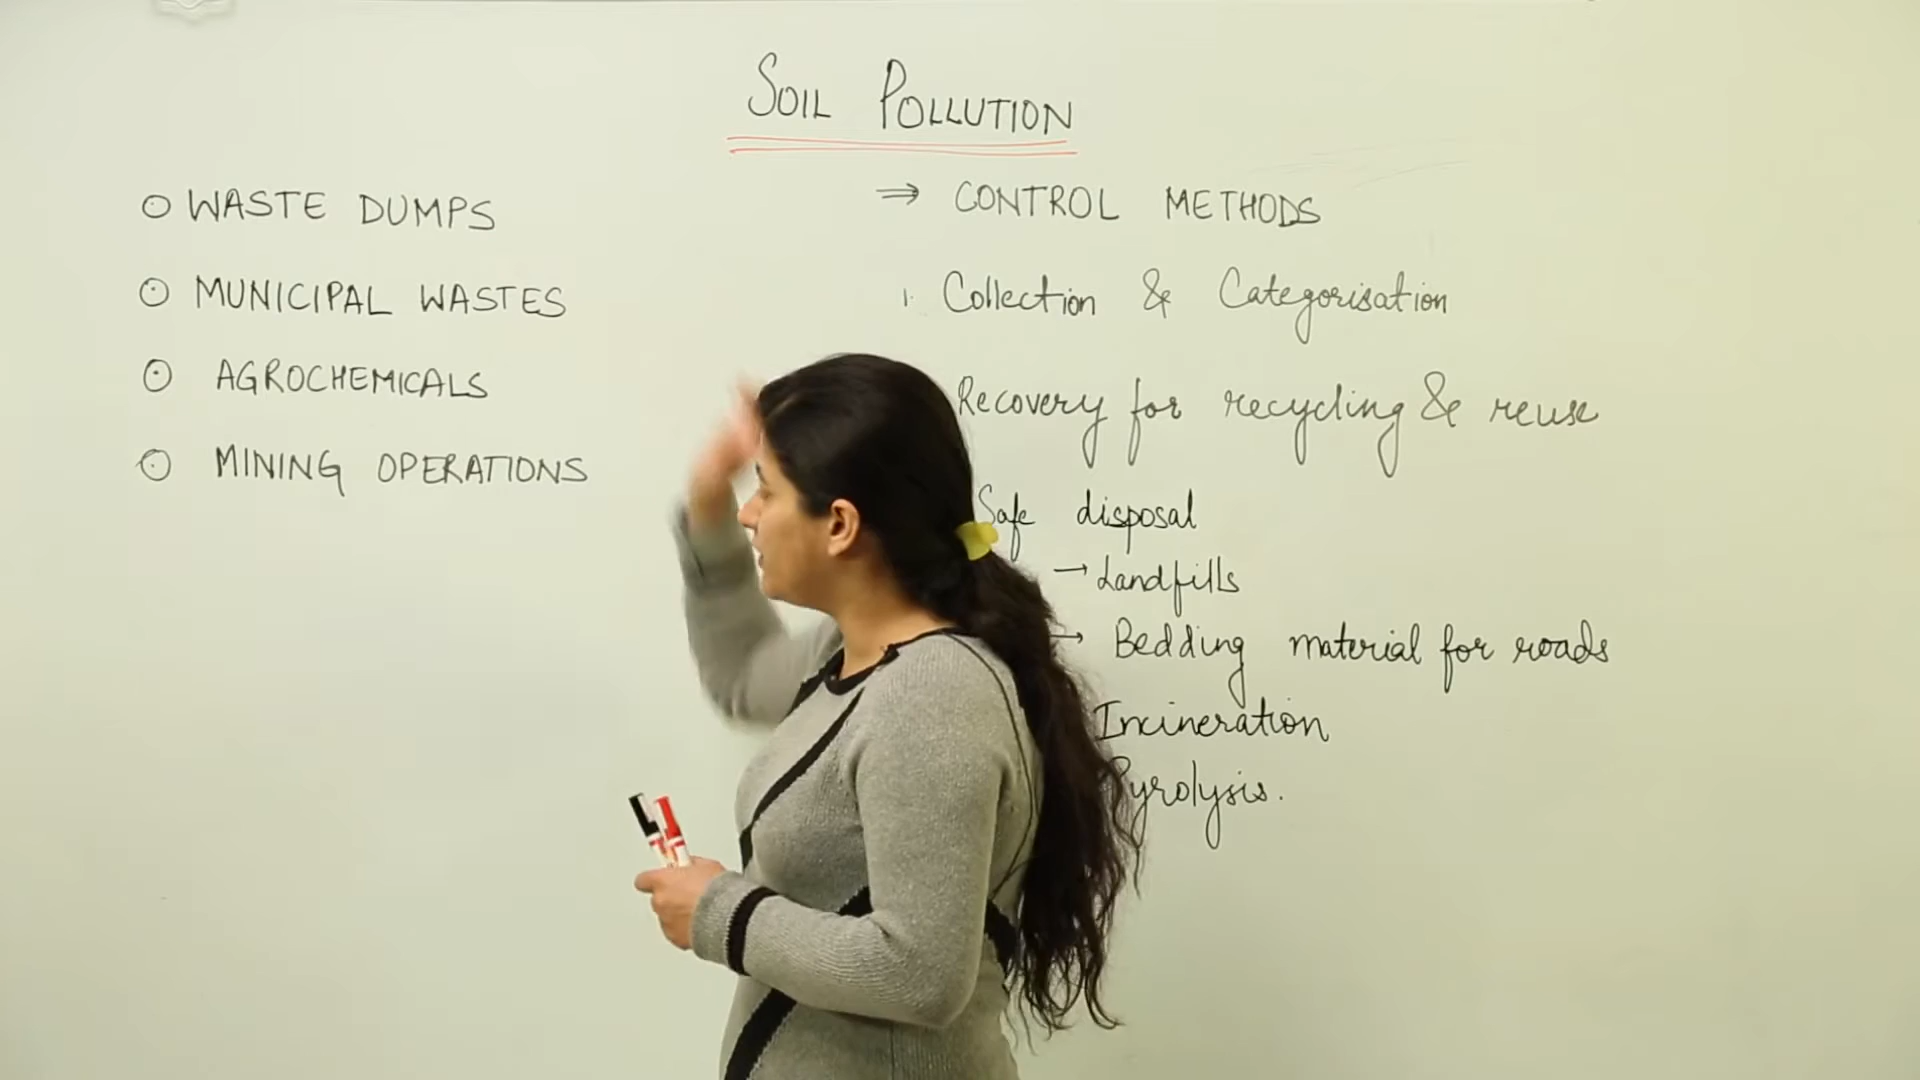 SOIL POLLUTION
WASTE DUMPS
MUNICIPAL WASTES
AGROCHEMICALS
MINING OPERATIONS
⇒ CONTROL METHODS
1. Collection & Categorisation
Recovery for recycling & reuse
Safe disposal
→ Landfills
→ Bedding material for roads
Incineration
Pyrolysis.